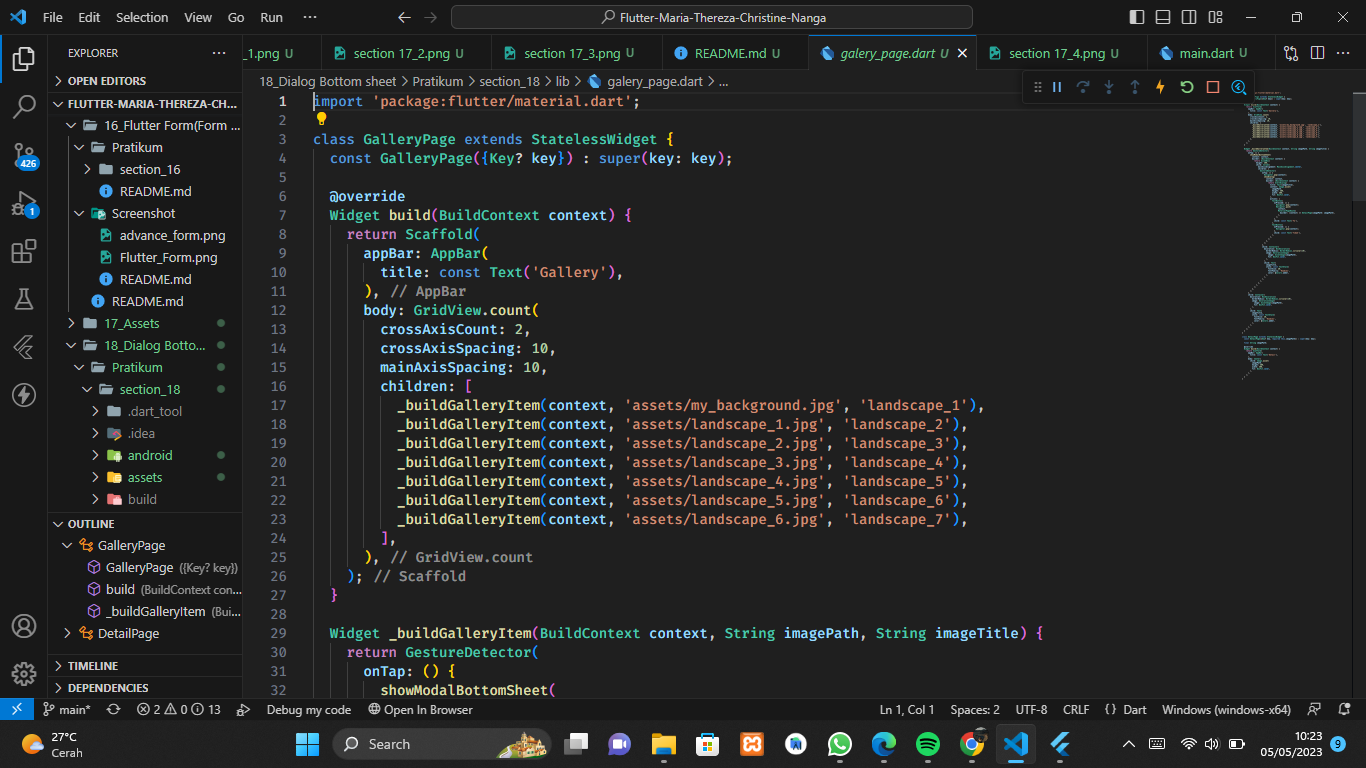 File Edit Selection View Go Run ··· Flutter-Maria-Thereza-Christine-Nanga
EXPLORER ···
_1.png U section 17_2.png U section 17_3.png U README.md U galery_page.dart U section 17_4.png U main.dart U ···
OPEN EDITORS
FLUTTER-MARIA-THEREZA-CH...
16_Flutter Form(Form ...
Pratikum
section_16
README.md
Screenshot
advance_form.png
Flutter_Form.png
README.md
README.md
17_Assets
18_Dialog Botto...
Pratikum
section_18
.dart_tool
.idea
android
assets
build
OUTLINE
GalleryPage
GalleryPage ({Key? key})
build (BuildContext con...
_buildGalleryItem (Bui...
DetailPage
TIMELINE
DEPENDENCIES
426
1
18_Dialog Bottom sheet > Pratikum > section_18 > lib > galery_page.dart > ...
1 import 'package:flutter/material.dart';
2
3 class GalleryPage extends StatelessWidget {
4 const GalleryPage({Key? key}) : super(key: key);
5
6 @override
7 Widget build(BuildContext context) {
8 return Scaffold(
9 appBar: AppBar(
10 title: const Text('Gallery'),
11 ), // AppBar
12 body: GridView.count(
13 crossAxisCount: 2,
14 crossAxisSpacing: 10,
15 mainAxisSpacing: 10,
16 children: [
17 _buildGalleryItem(context, 'assets/my_background.jpg', 'landscape_1'),
18 _buildGalleryItem(context, 'assets/landscape_1.jpg', 'landscape_2'),
19 _buildGalleryItem(context, 'assets/landscape_2.jpg', 'landscape_3'),
20 _buildGalleryItem(context, 'assets/landscape_3.jpg', 'landscape_4'),
21 _buildGalleryItem(context, 'assets/landscape_4.jpg', 'landscape_5'),
22 _buildGalleryItem(context, 'assets/landscape_5.jpg', 'landscape_6'),
23 _buildGalleryItem(context, 'assets/landscape_6.jpg', 'landscape_7'),
24 ],
25 ), // GridView.count
26 ); // Scaffold
27 }
28
29 Widget _buildGalleryItem(BuildContext context, String imagePath, String imageTitle) {
30 return GestureDetector(
31 onTap: () {
32 showModalBottomSheet(
main* 2 0 13 Debug my code Open In Browser Ln 1, Col 1 Spaces: 2 UTF-8 CRLF {} Dart Windows (windows-x64)
27°C
Cerah
Search
10:23
05/05/2023
9